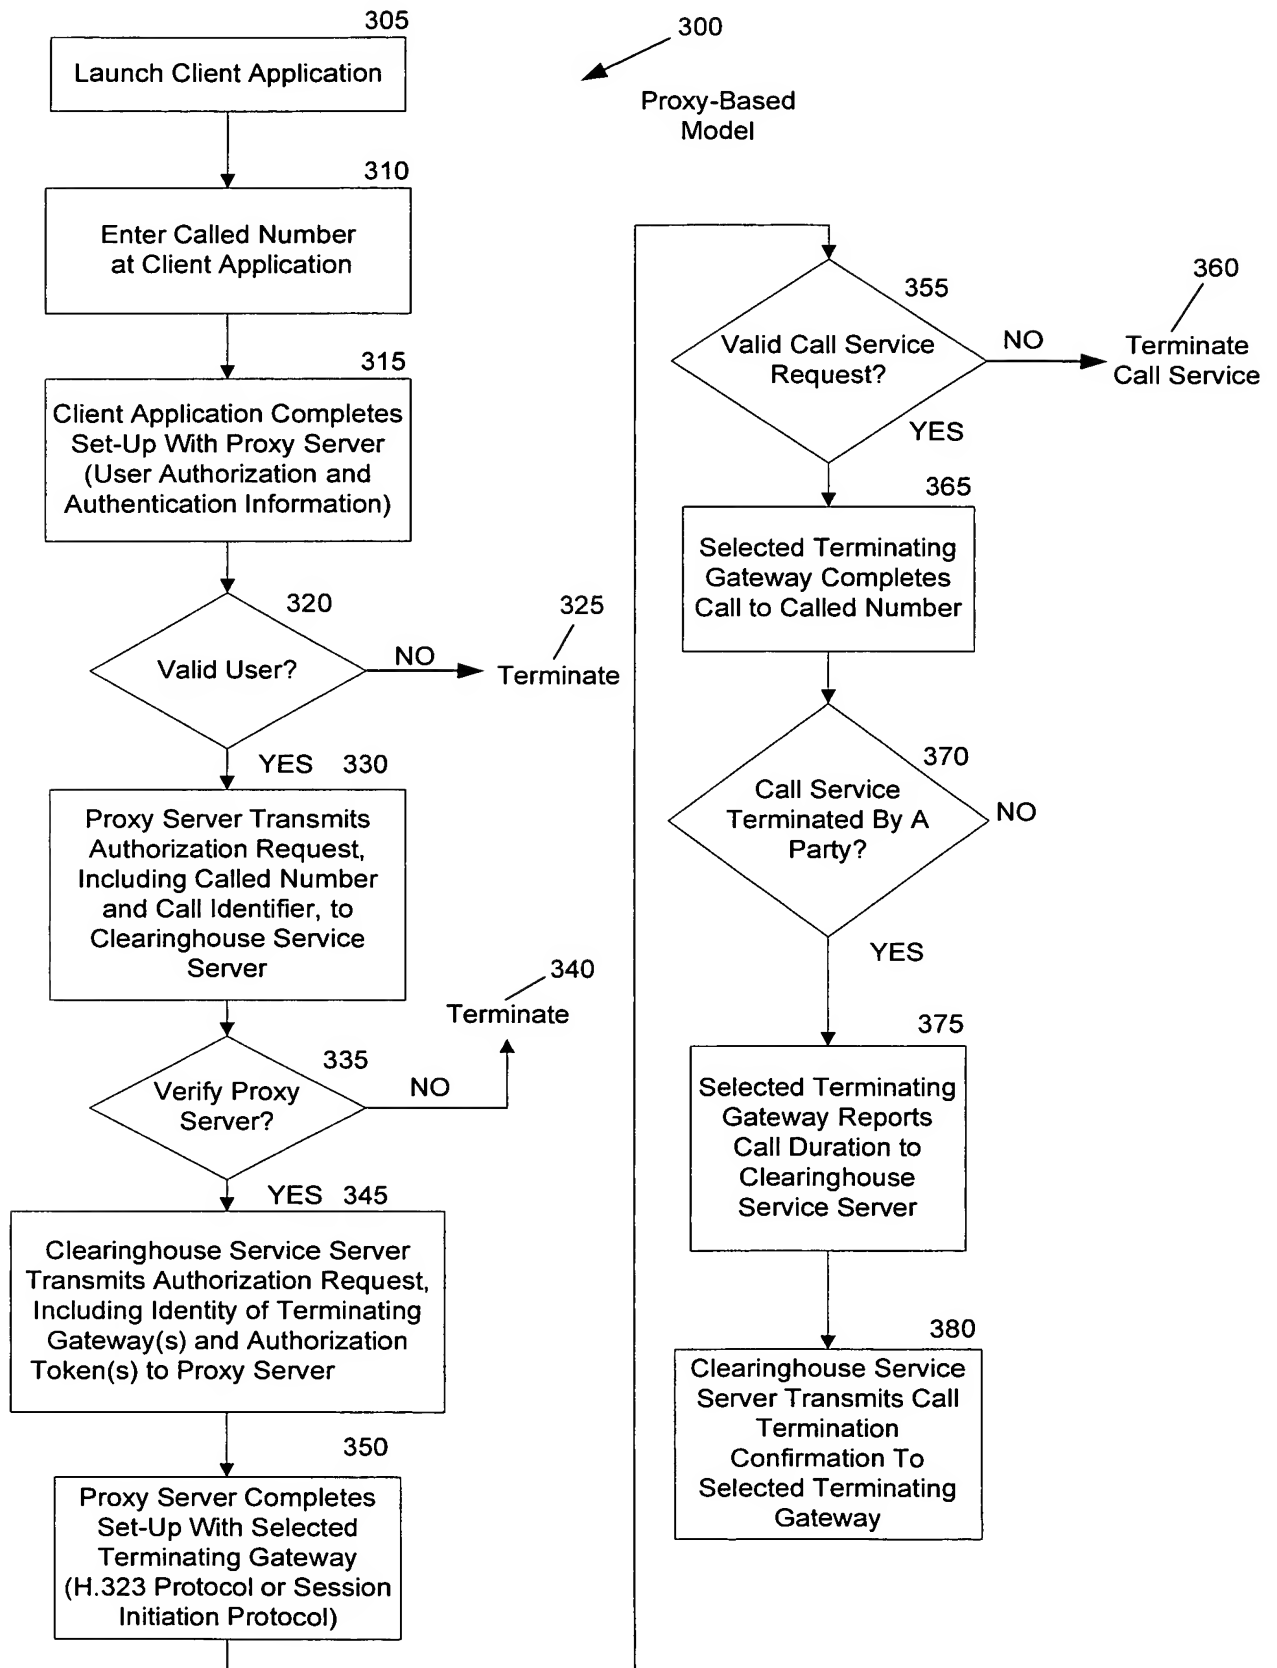 305
Launch Client Application
300
Proxy-Based
Model
310
Enter Called Number
at Client Application
315
Client Application Completes
Set-Up With Proxy Server
(User Authorization and
Authentication Information)
320
Valid User?
NO
325
Terminate
YES
330
Proxy Server Transmits
Authorization Request,
Including Called Number
and Call Identifier, to
Clearinghouse Service
Server
335
Verify Proxy
Server?
NO
340
Terminate
YES
345
Clearinghouse Service Server
Transmits Authorization Request,
Including Identity of Terminating
Gateway(s) and Authorization
Token(s) to Proxy Server
350
Proxy Server Completes
Set-Up With Selected
Terminating Gateway
(H.323 Protocol or Session
Initiation Protocol)
355
Valid Call Service
Request?
NO
360
Terminate
Call Service
YES
365
Selected Terminating
Gateway Completes
Call to Called Number
370
Call Service
Terminated By A
Party?
NO
YES
375
Selected Terminating
Gateway Reports
Call Duration to
Clearinghouse
Service Server
380
Clearinghouse Service
Server Transmits Call
Termination
Confirmation To
Selected Terminating
Gateway